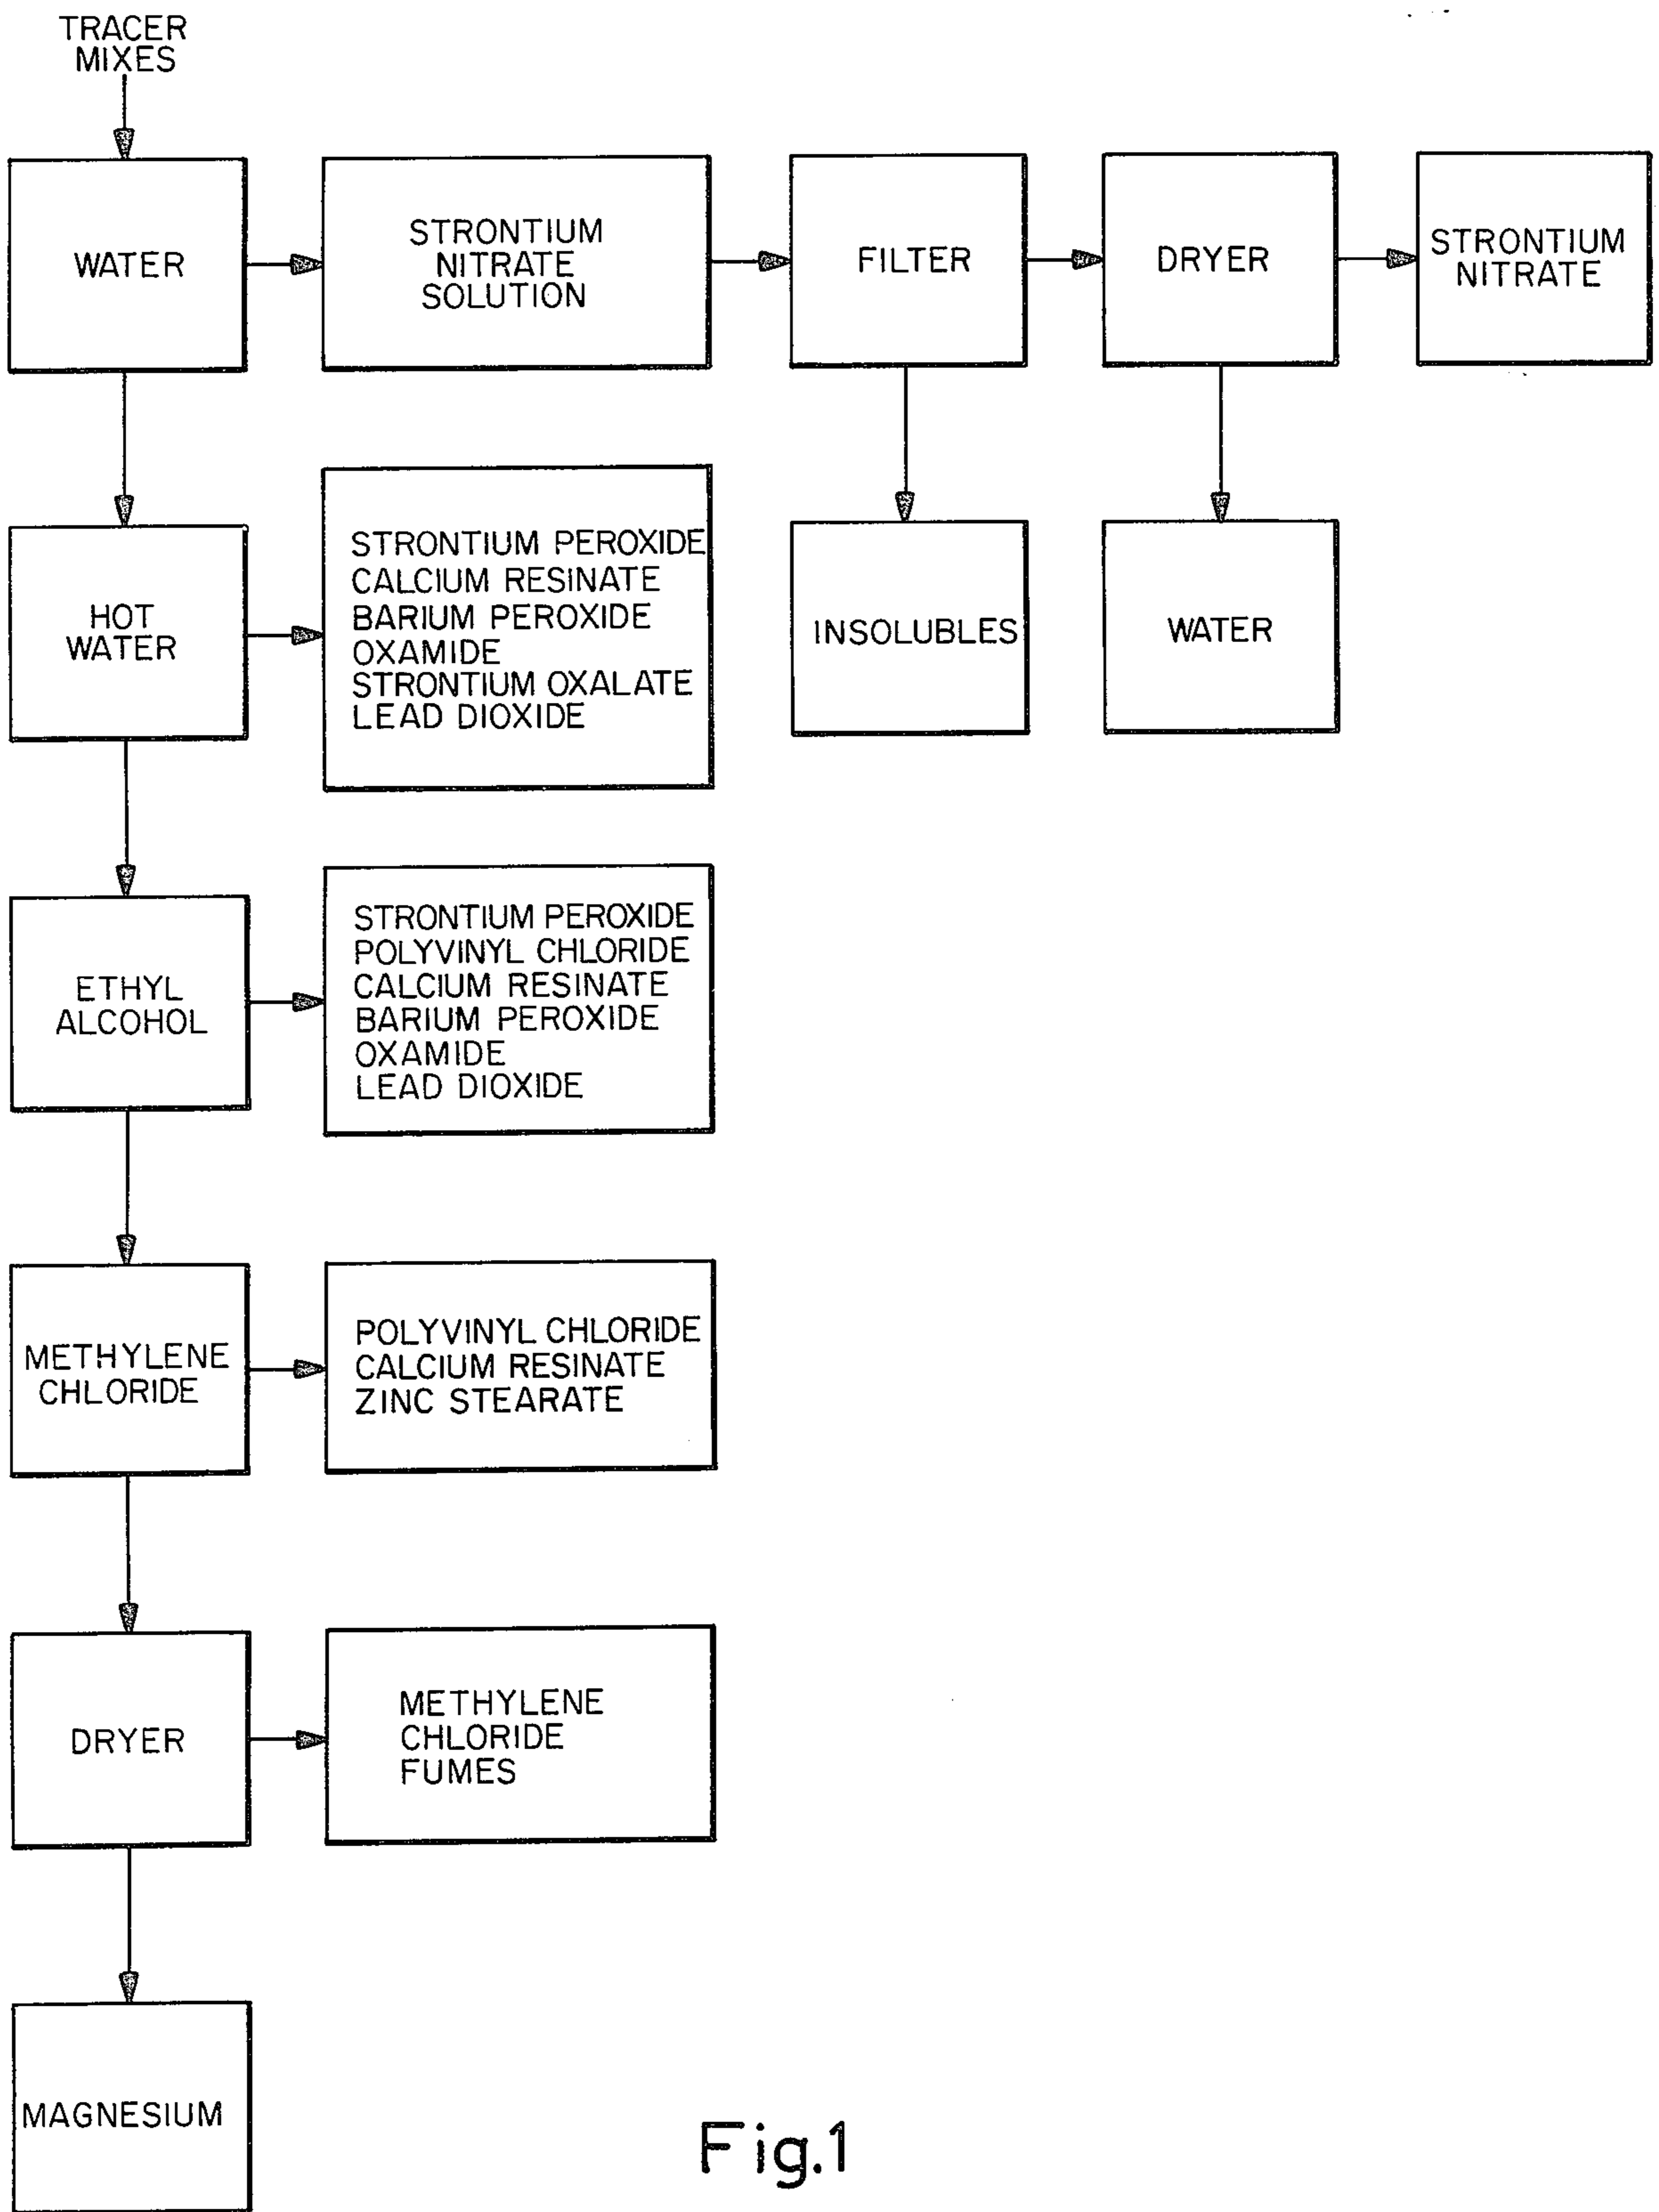 TRACER
MIXES
WATER
STRONTIUM
NITRATE
SOLUTION
FILTER
DRYER
STRONTIUM
NITRATE
HOT
WATER
STRONTIUM PEROXIDE
CALCIUM RESINATE
BARIUM PEROXIDE
OXAMIDE
STRONTIUM OXALATE
LEAD DIOXIDE
INSOLUBLES
WATER
ETHYL
ALCOHOL
STRONTIUM PEROXIDE
POLYVINYL CHLORIDE
CALCIUM RESINATE
BARIUM PEROXIDE
OXAMIDE
LEAD DIOXIDE
METHYLENE
CHLORIDE
POLYVINYL CHLORIDE
CALCIUM RESINATE
ZINC STEARATE
DRYER
METHYLENE
CHLORIDE
FUMES
MAGNESIUM
Fig.1